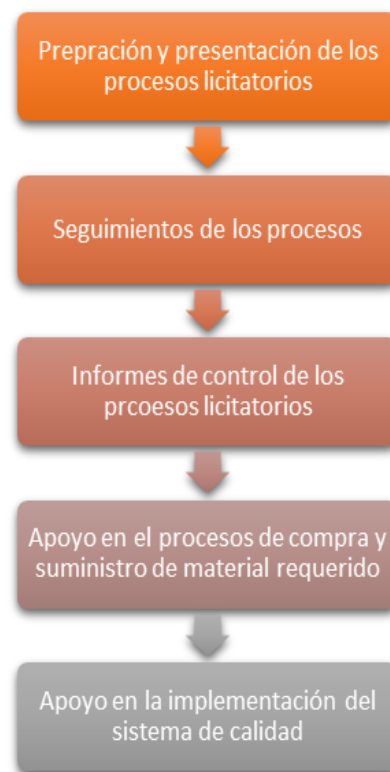 Prepración y presentación de los
procesos licitatorios
Seguimientos de los procesos
Informes de control de los
prcoesos licitatorios
Apoyo en el procesos de compra y
suministro de material requerido
Apoyo en la implementación del
sistema de calidad